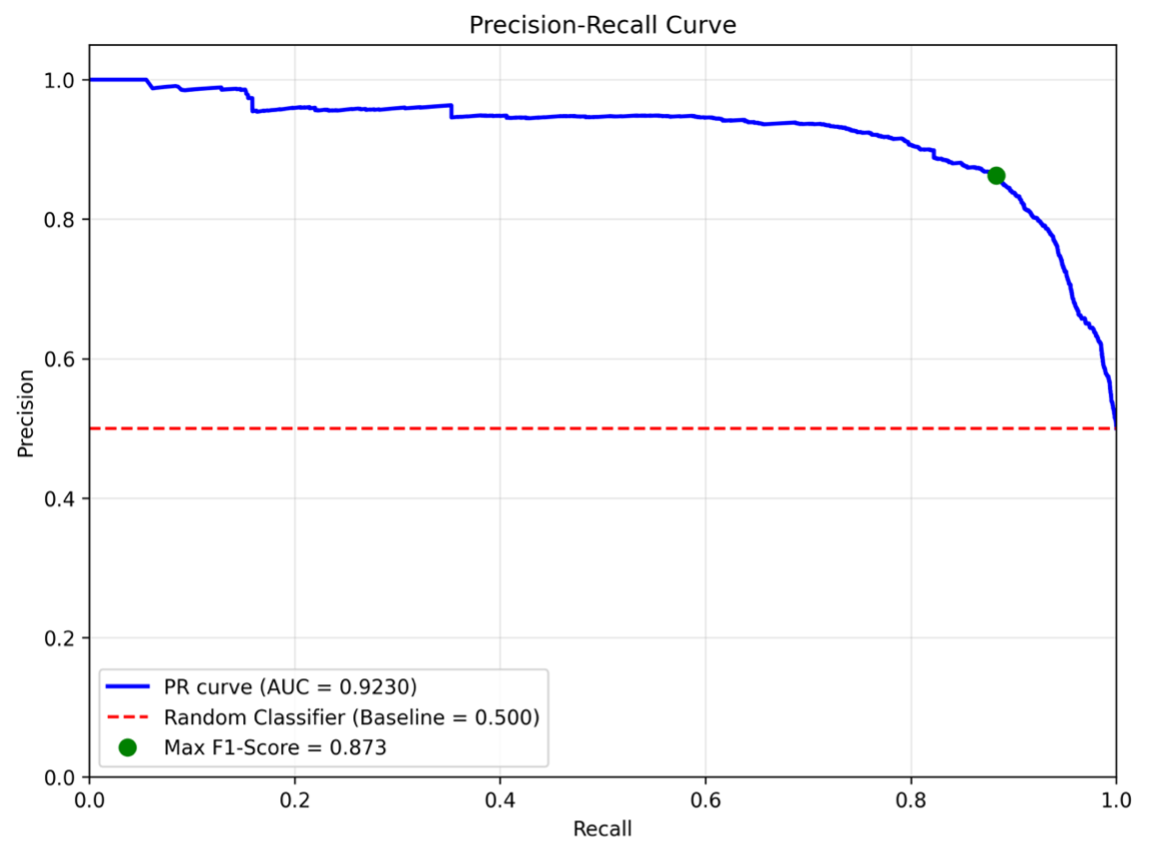 Precision-Recall Curve
1.0
0.8
0.6
0.4
0.2
0.0
Precision
PR curve (AUC = 0.9230)
Random Classifier (Baseline = 0.500)
Max F1-Score = 0.873
0.0 0.2 0.4 0.6 0.8 1.0
Recall